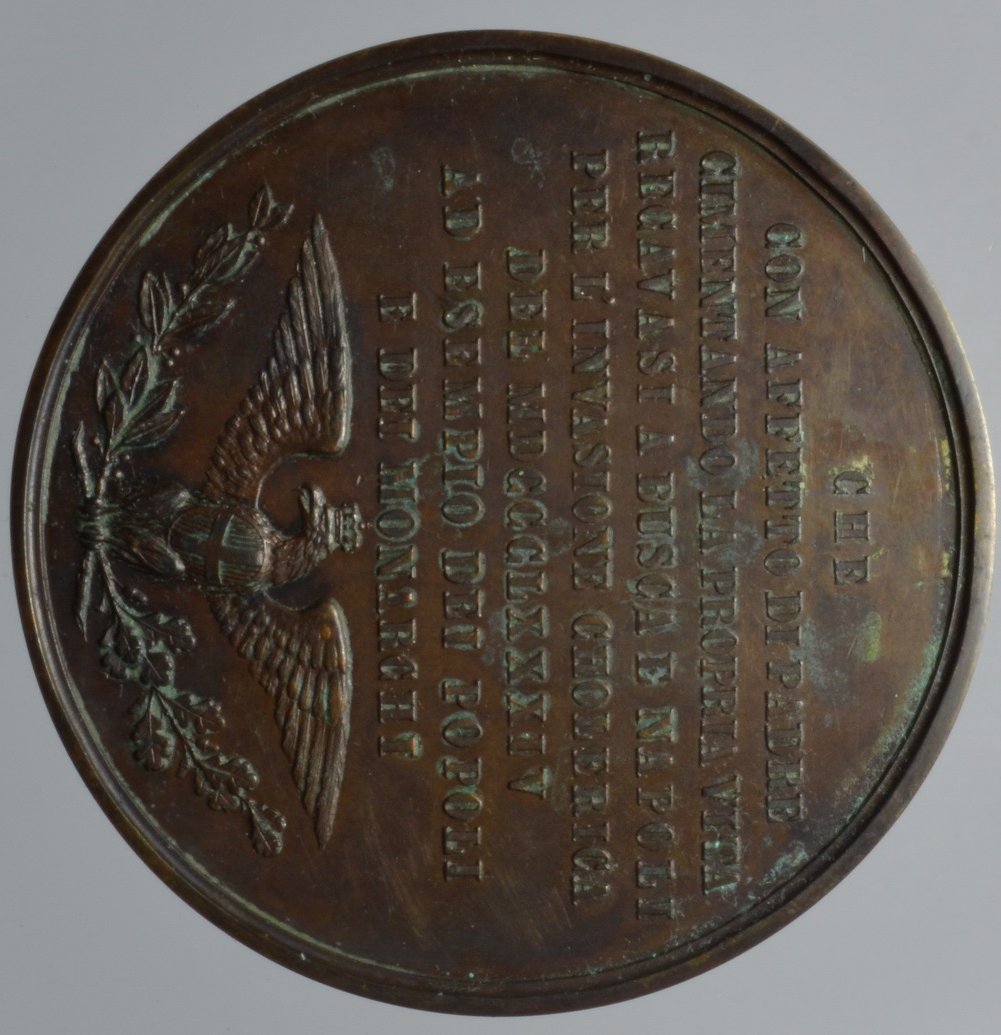 CHE
CON AFFETTO DI PADRE
CIMENTANDO LA PROPRIA VITA
RECAVASI A BUSCA E NAPOLI
PER L'INVASIONE CHOLERICA
DEL MDCCCLXXXIV
AD ESEMPIO DEI POPOLI
E DEI MONARCHI